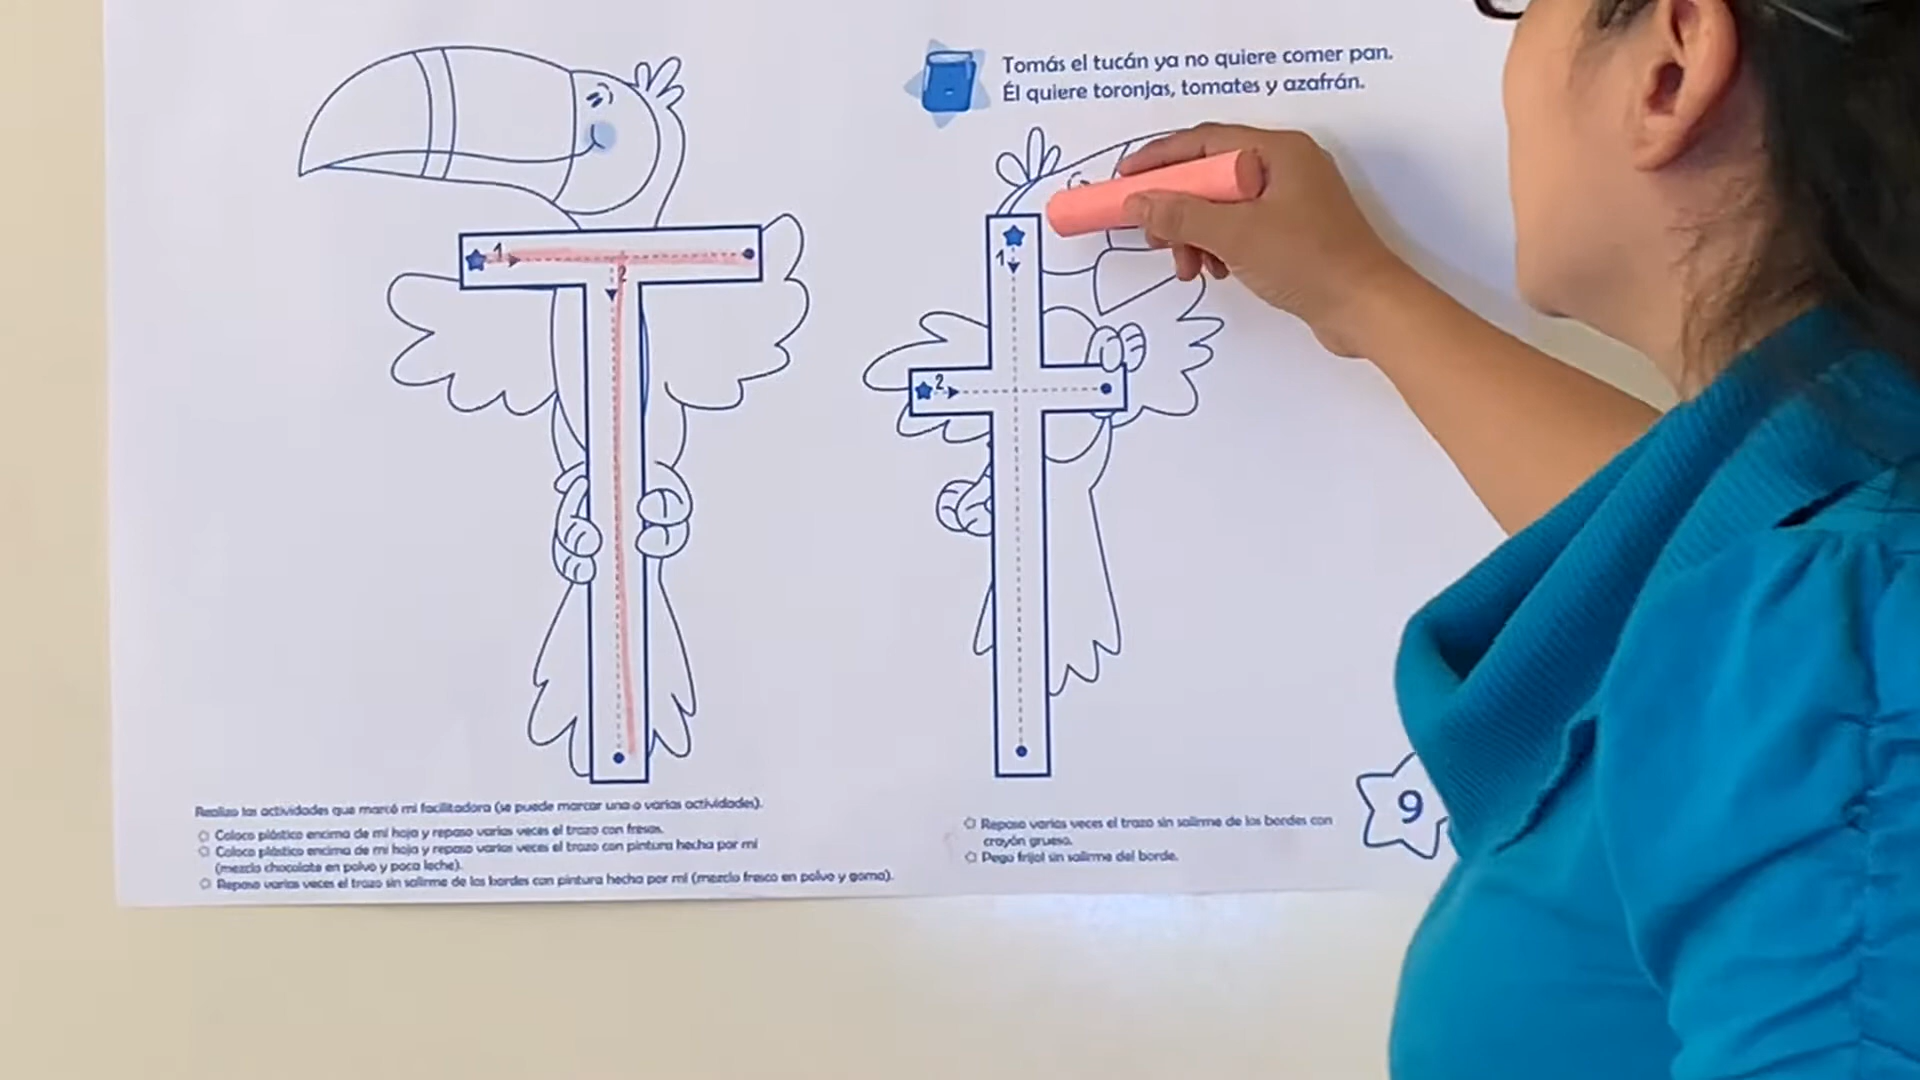 Tomás el tucán ya no quiere comer pan.
Él quiere toronjas, tomates y azafrán.
1
2
1
2
Realizo las actividades que marcó mi facilitadora (se puede marcar una o varias actividades).
Coloco plástico encima de mi hoja y repaso varias veces el trazo con fresas.
Coloco plástico encima de mi hoja y repaso varias veces el trazo con pintura hecha por mí
(mezclo chocolate en polvo y poca leche).
Repaso varias veces el trazo sin salirme de los bordes con pintura hecha por mí (mezclo fresco en polvo y goma).
Repaso varias veces el trazo sin salirme de los bordes con
crayón grueso.
Pego frijol sin salirme del borde.
9